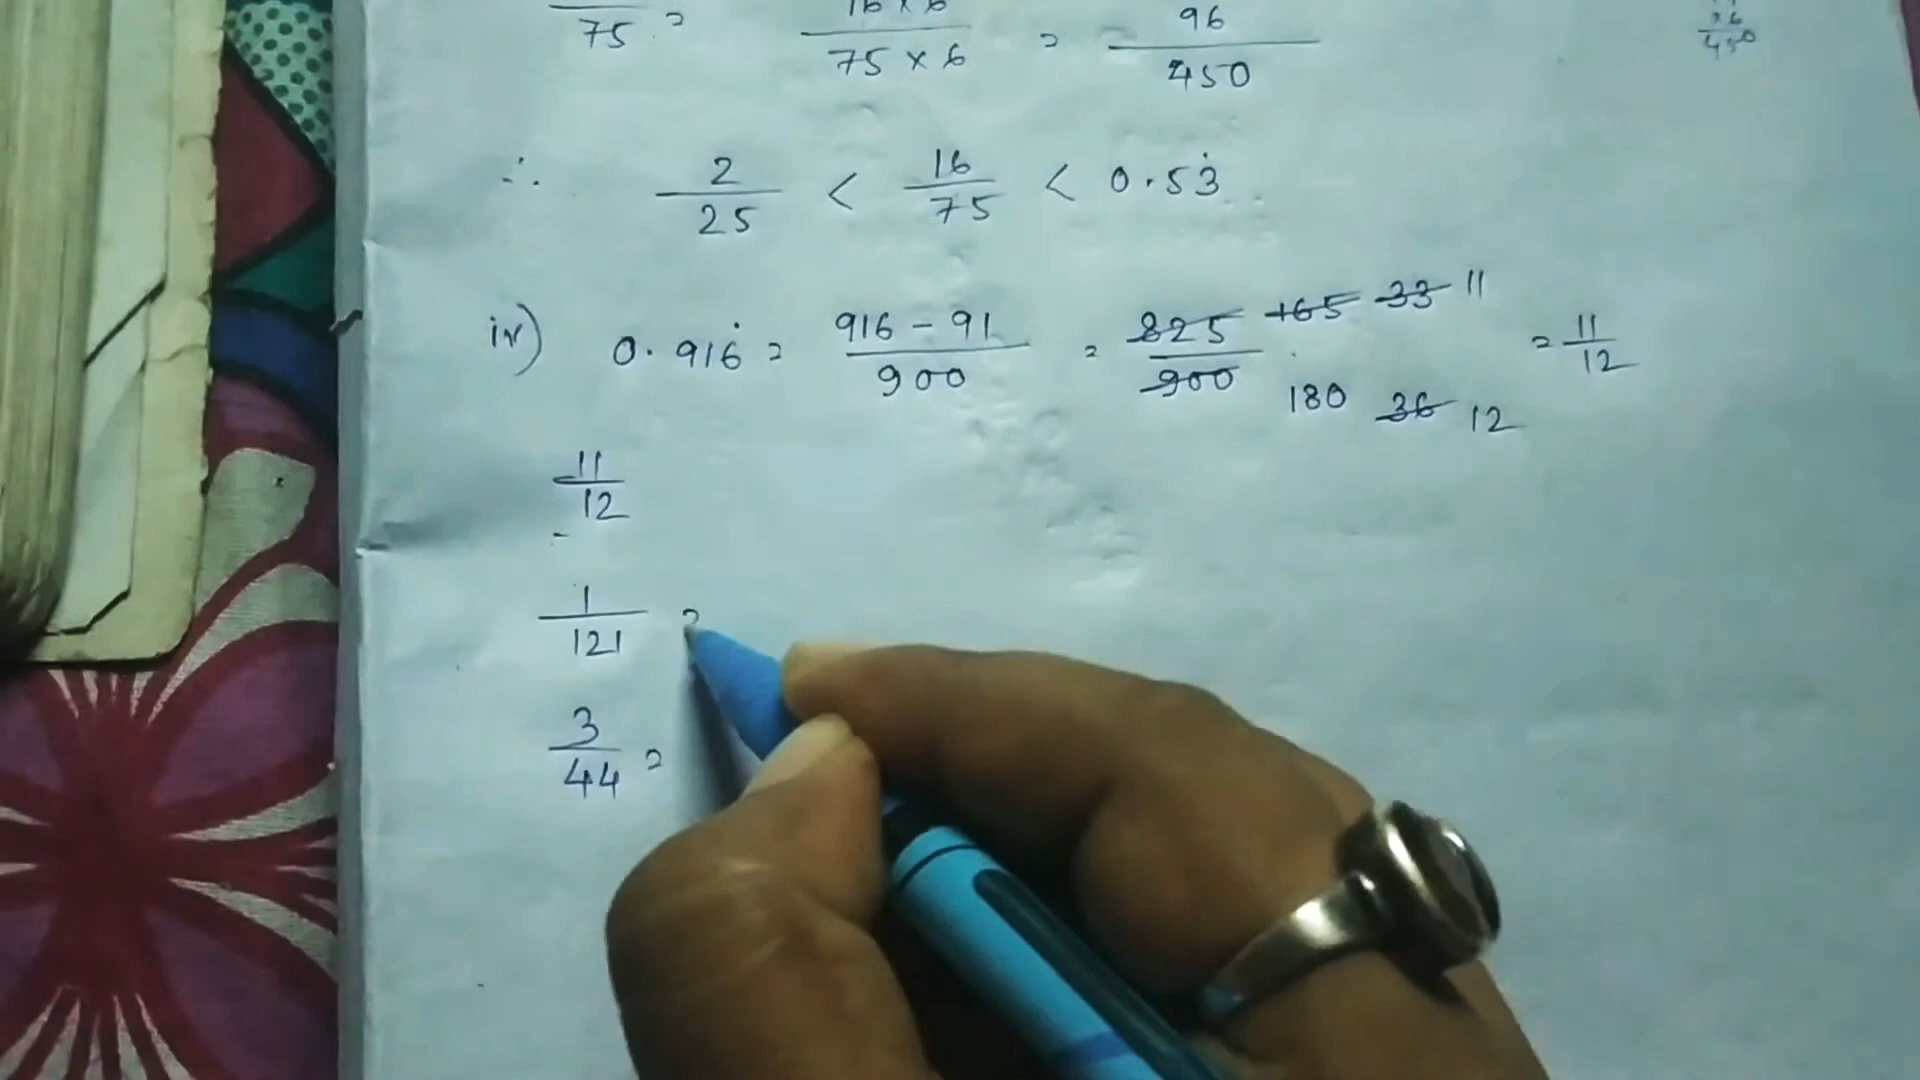 75 = 16 × 6 / 75 × 6 = 96 / 450
∴ 2/25 < 16/75 < 0.53̇
iv) 0.916̇ = 916 - 91 / 900 = 825 / 900 165 / 180 33 / 36 11 / 12 = 11/12
11/12
1/121 =
3/44 =